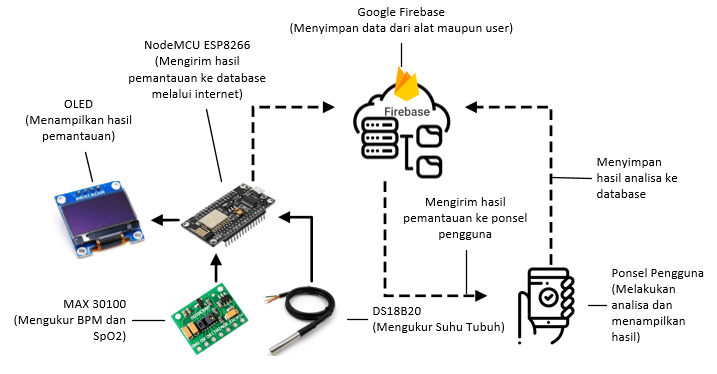 Google Firebase
(Menyimpan data dari alat maupun user)
NodeMCU ESP8266
(Mengirim hasil
pemantauan ke database
melalui internet)
OLED
(Menampilkan hasil
pemantauan)
Firebase
Menyimpan
hasil analisa ke
database
Mengirim hasil
pemantauan ke ponsel
pengguna
MAX 30100
(Mengukur BPM dan
SpO2)
DS18B20
(Mengukur Suhu Tubuh)
Ponsel Pengguna
(Melakukan
analisa dan
menampilkan
hasil)